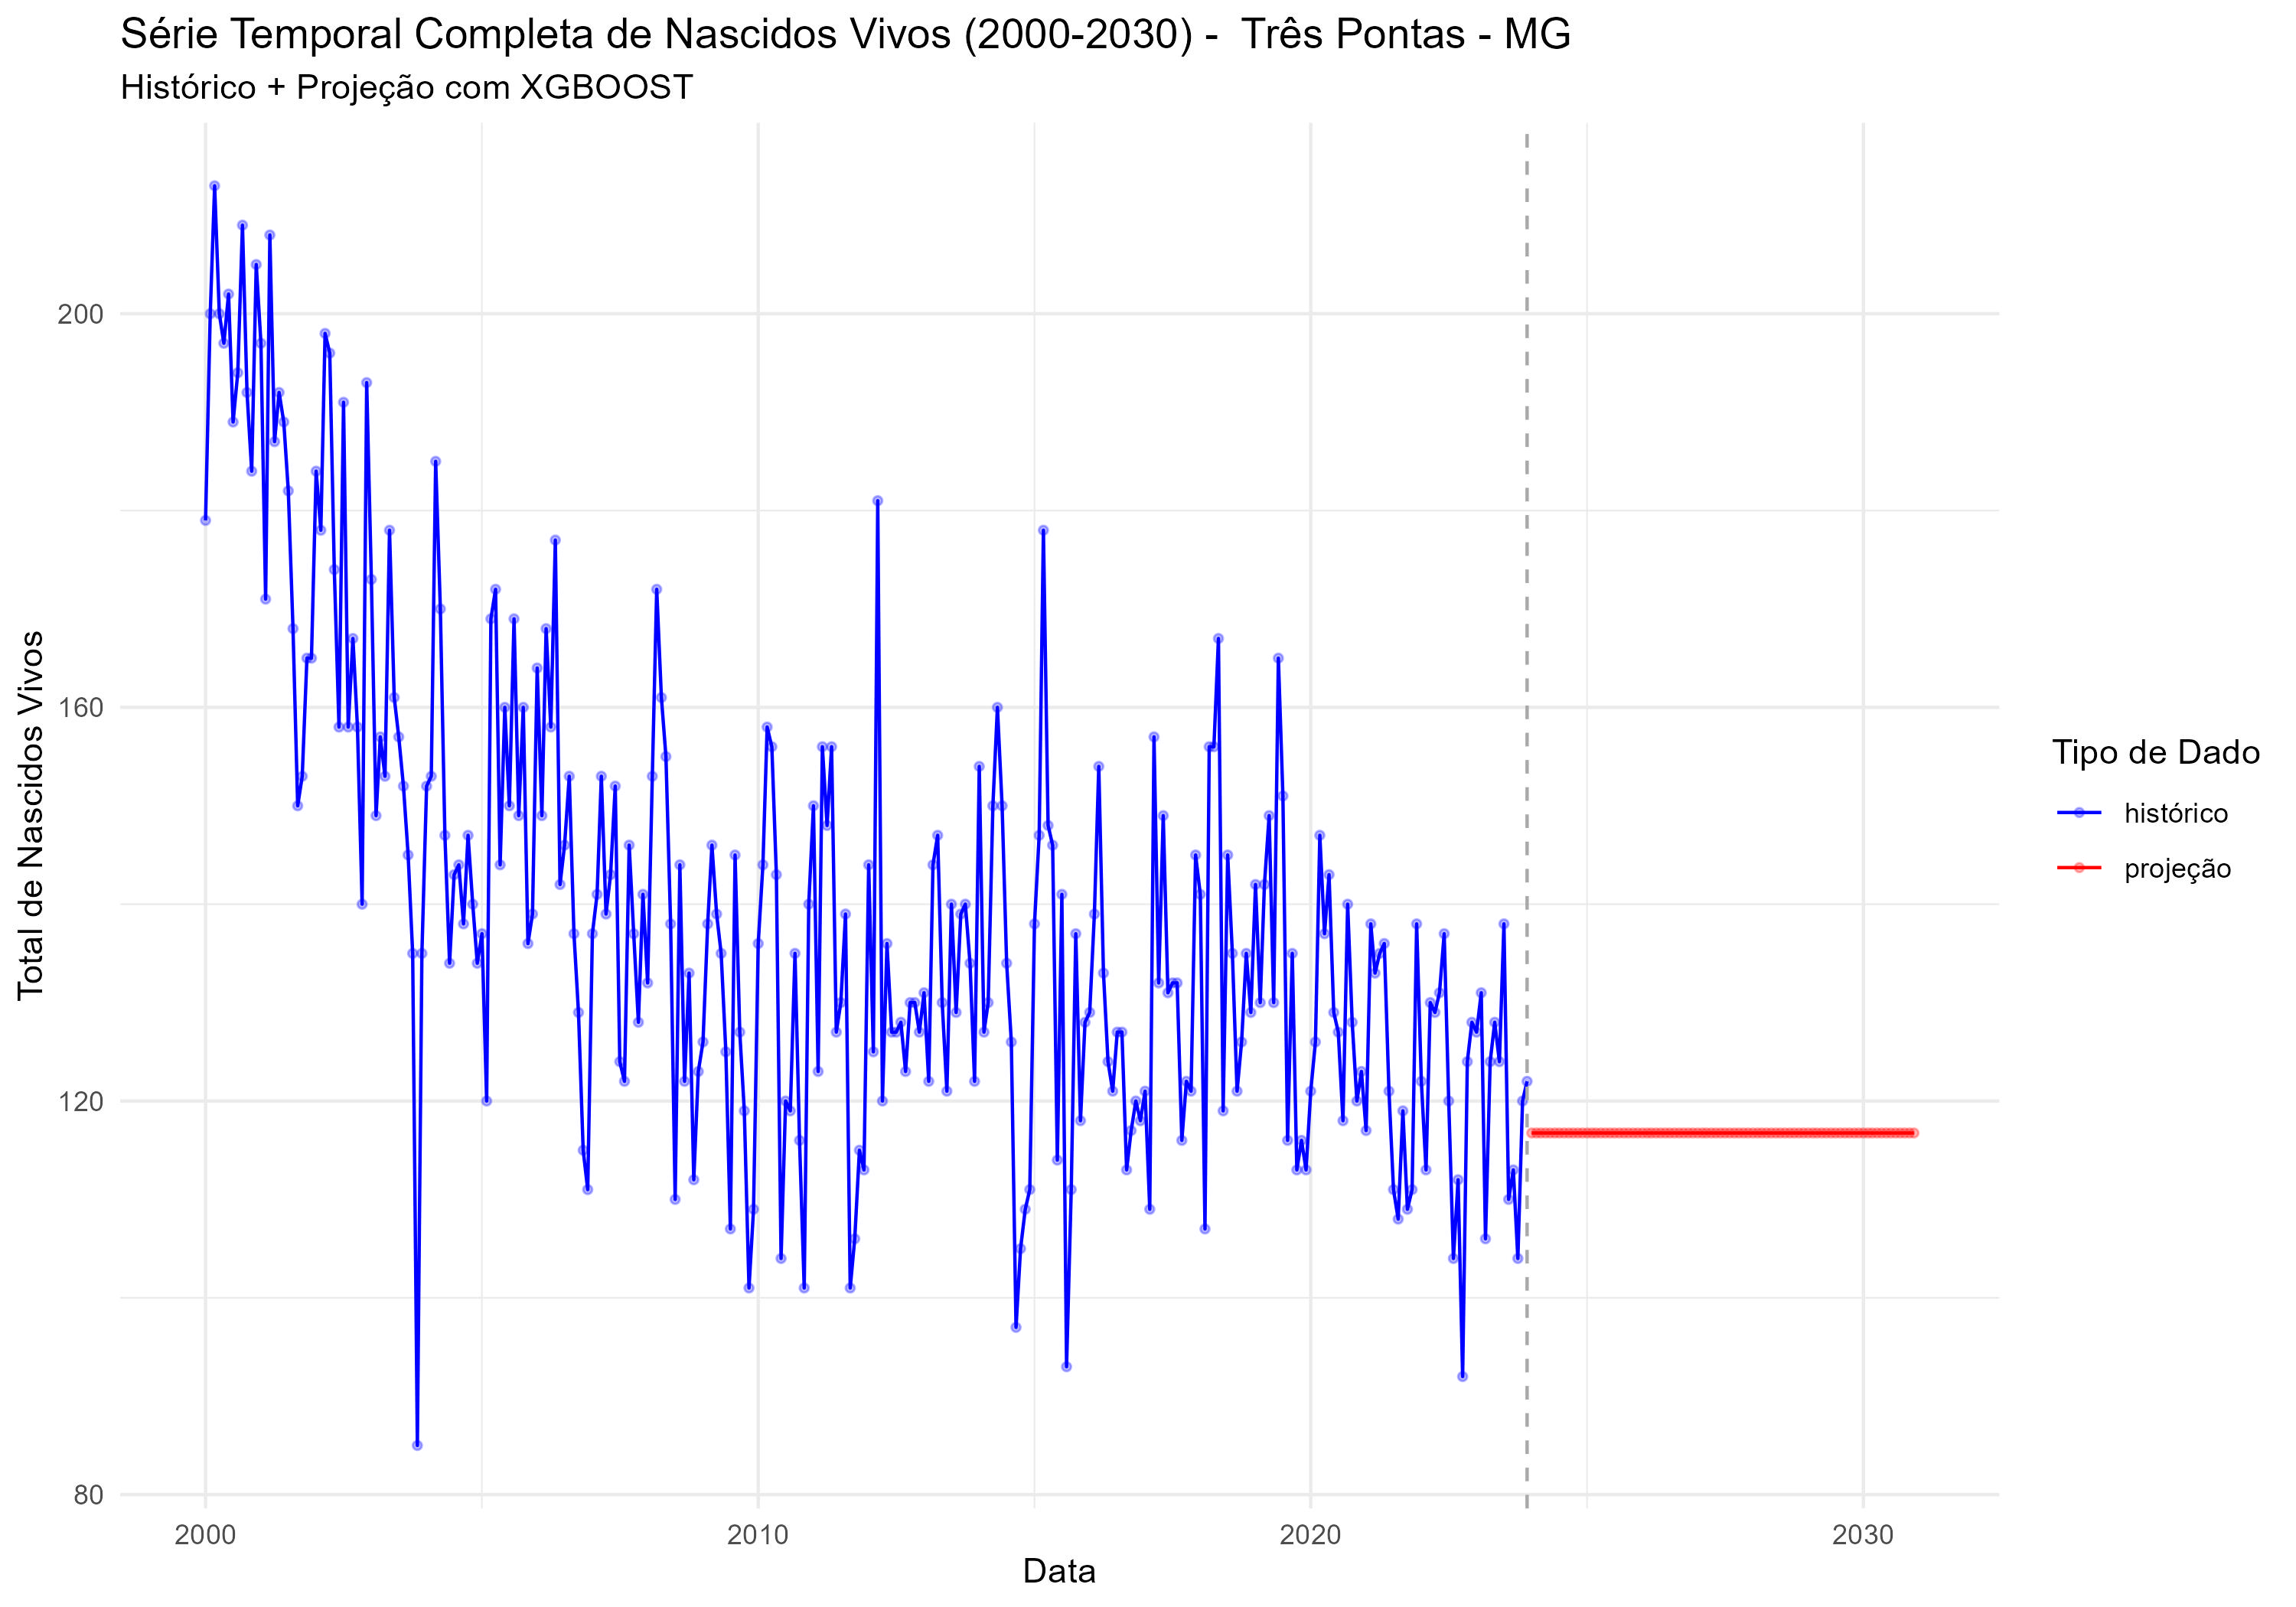 Série Temporal Completa de Nascidos Vivos (2000-2030) -  Três Pontas - MG
Histórico + Projeção com XGBOOST
Total de Nascidos Vivos
200
160
120
80
2000
2010
2020
2030
Data
Tipo de Dado
histórico
projeção